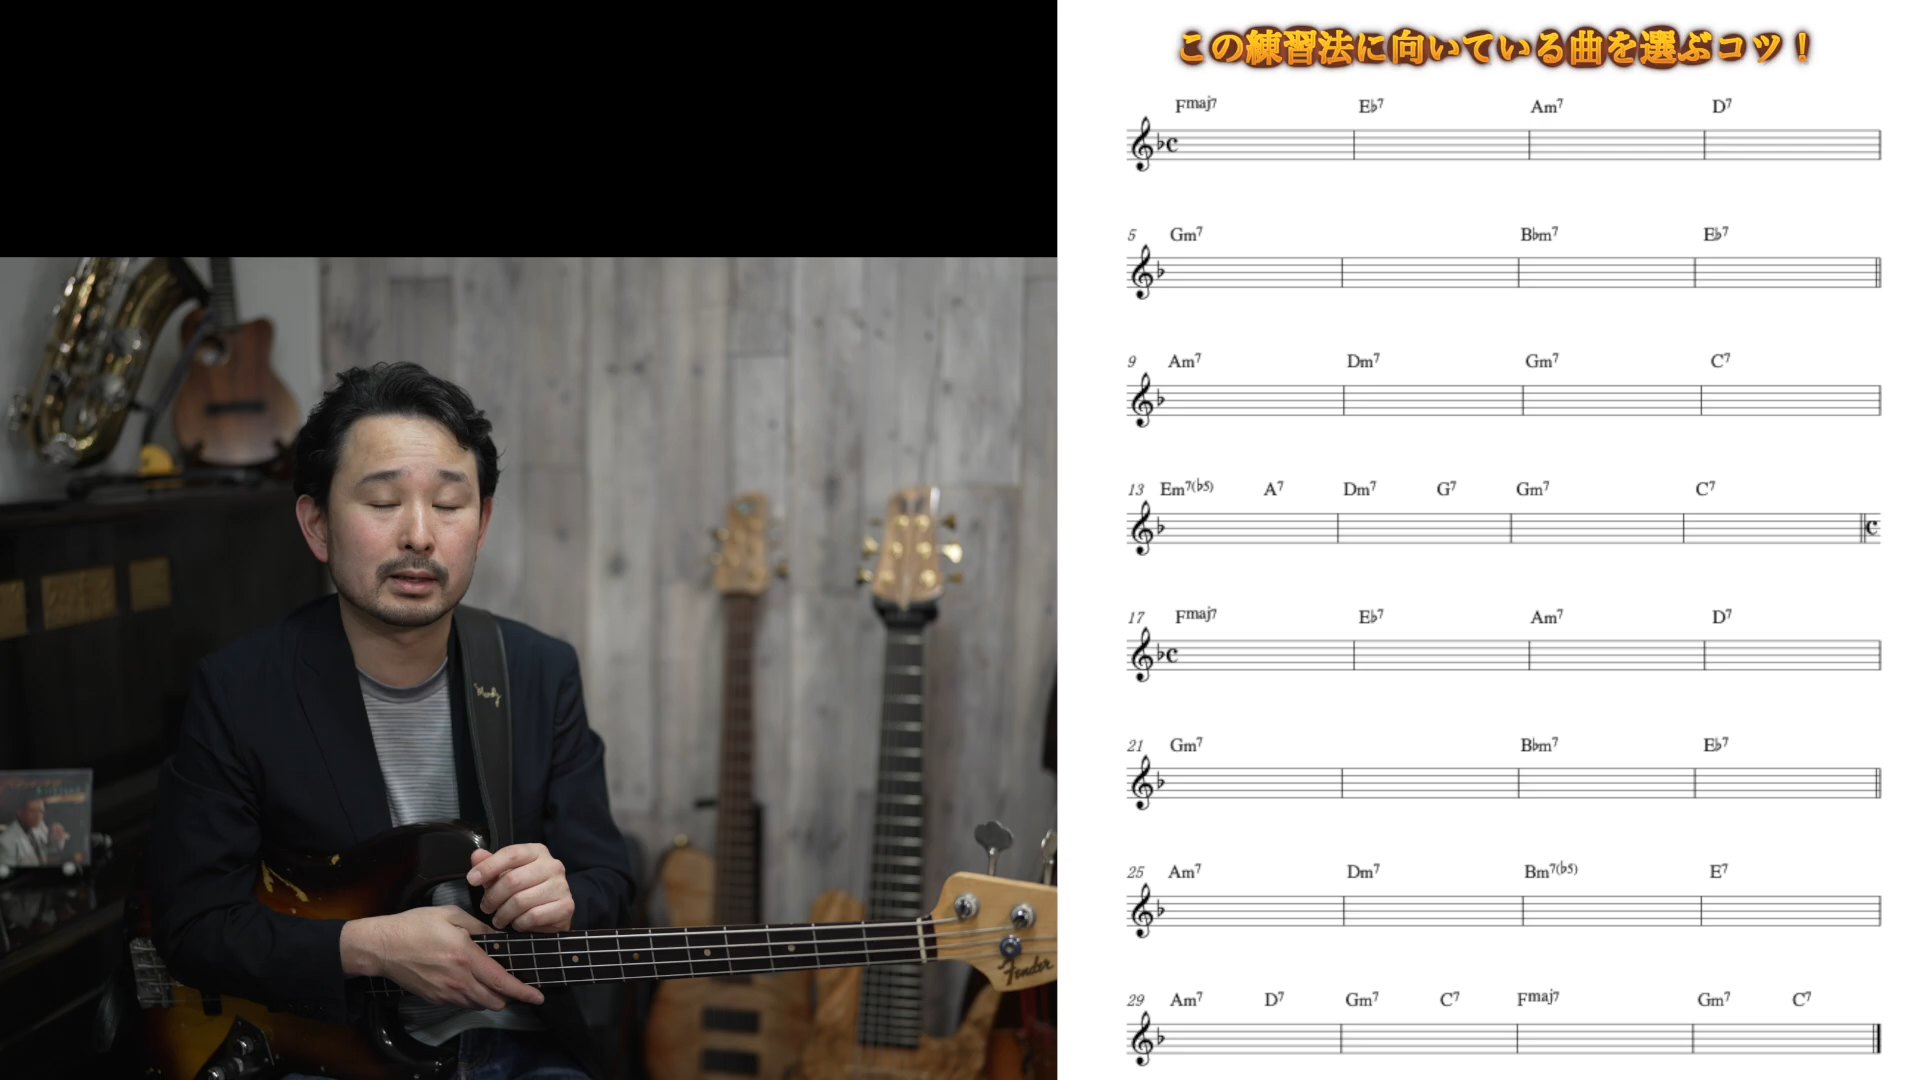 この練習法に向いている曲を選ぶコツ！
Fmaj7 E♭7 Am7 D7
5 Gm7 B♭m7 E♭7
9 Am7 Dm7 Gm7 C7
13 Em7(♭5) A7 Dm7 G7 Gm7 C7
17 Fmaj7 E♭7 Am7 D7
21 Gm7 B♭m7 E♭7
25 Am7 Dm7 Bm7(♭5) E7
29 Am7 D7 Gm7 C7 Fmaj7 Gm7 C7
Moody
Fender